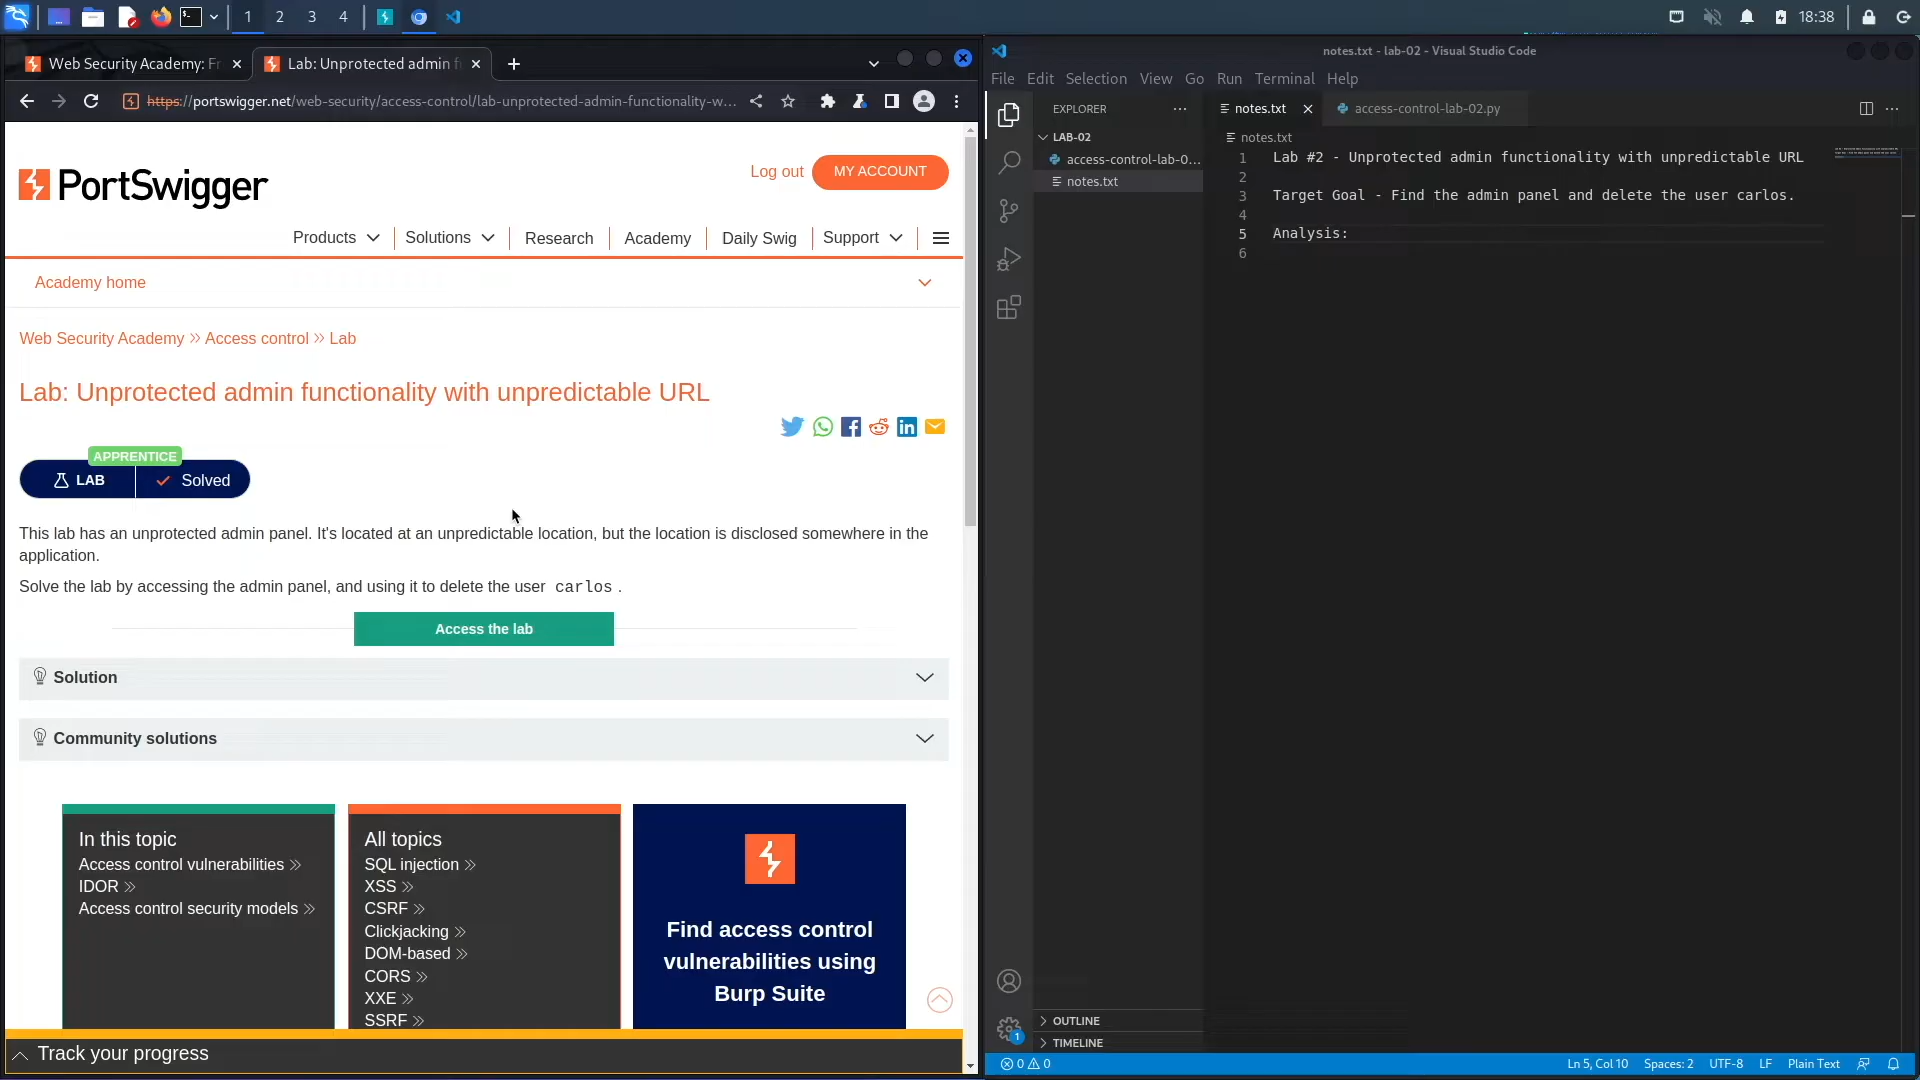 1
2
3
4
18:38
Web Security Academy: Fr
Lab: Unprotected admin f
https://portswigger.net/web-security/access-control/lab-unprotected-admin-functionality-w...
PortSwigger
Log out
MY ACCOUNT
Products
Solutions
Research
Academy
Daily Swig
Support
Academy home
Web Security Academy
Access control
Lab
Lab: Unprotected admin functionality with unpredictable URL
APPRENTICE
LAB
Solved
This lab has an unprotected admin panel. It's located at an unpredictable location, but the location is disclosed somewhere in the
application.
Solve the lab by accessing the admin panel, and using it to delete the user carlos .
Access the lab
Solution
Community solutions
In this topic
Access control vulnerabilities
IDOR
Access control security models
All topics
SQL injection
XSS
CSRF
Clickjacking
DOM-based
CORS
XXE
SSRF
Find access control
vulnerabilities using
Burp Suite
Track your progress
notes.txt - lab-02 - Visual Studio Code
File
Edit
Selection
View
Go
Run
Terminal
Help
EXPLORER
notes.txt
access-control-lab-02.py
LAB-02
access-control-lab-0...
notes.txt
notes.txt
1 Lab #2 - Unprotected admin functionality with unpredictable URL
2
3 Target Goal - Find the admin panel and delete the user carlos.
4
5 Analysis:
6
OUTLINE
TIMELINE
1
0
0
Ln 5, Col 10
Spaces: 2
UTF-8
LF
Plain Text